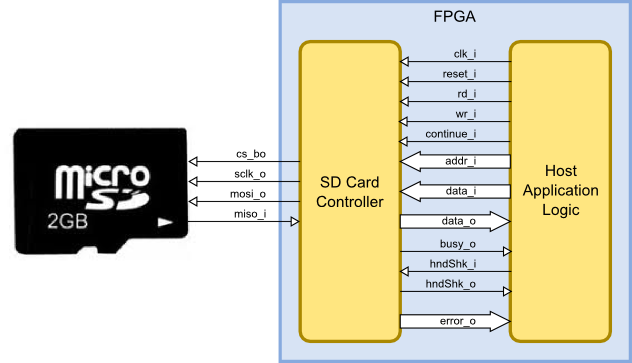 FPGA
clk_i
reset_i
rd_i
wr_i
continue_i
addr_i
data_i
data_o
busy_o
hndShk_i
hndShk_o
error_o
cs_bo
sclk_o
mosi_o
miso_i
SD Card
Controller
Host
Application
Logic
micro
SD
2GB